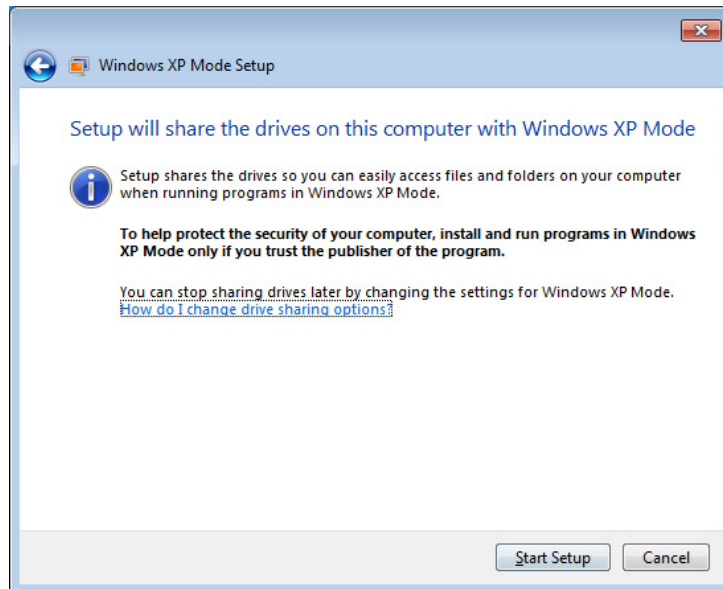 Windows XP Mode Setup
Setup will share the drives on this computer with Windows XP Mode
Setup shares the drives so you can easily access files and folders on your computer
when running programs in Windows XP Mode.
To help protect the security of your computer, install and run programs in Windows
XP Mode only if you trust the publisher of the program.
You can stop sharing drives later by changing the settings for Windows XP Mode.
How do I change drive sharing options?
Start Setup
Cancel